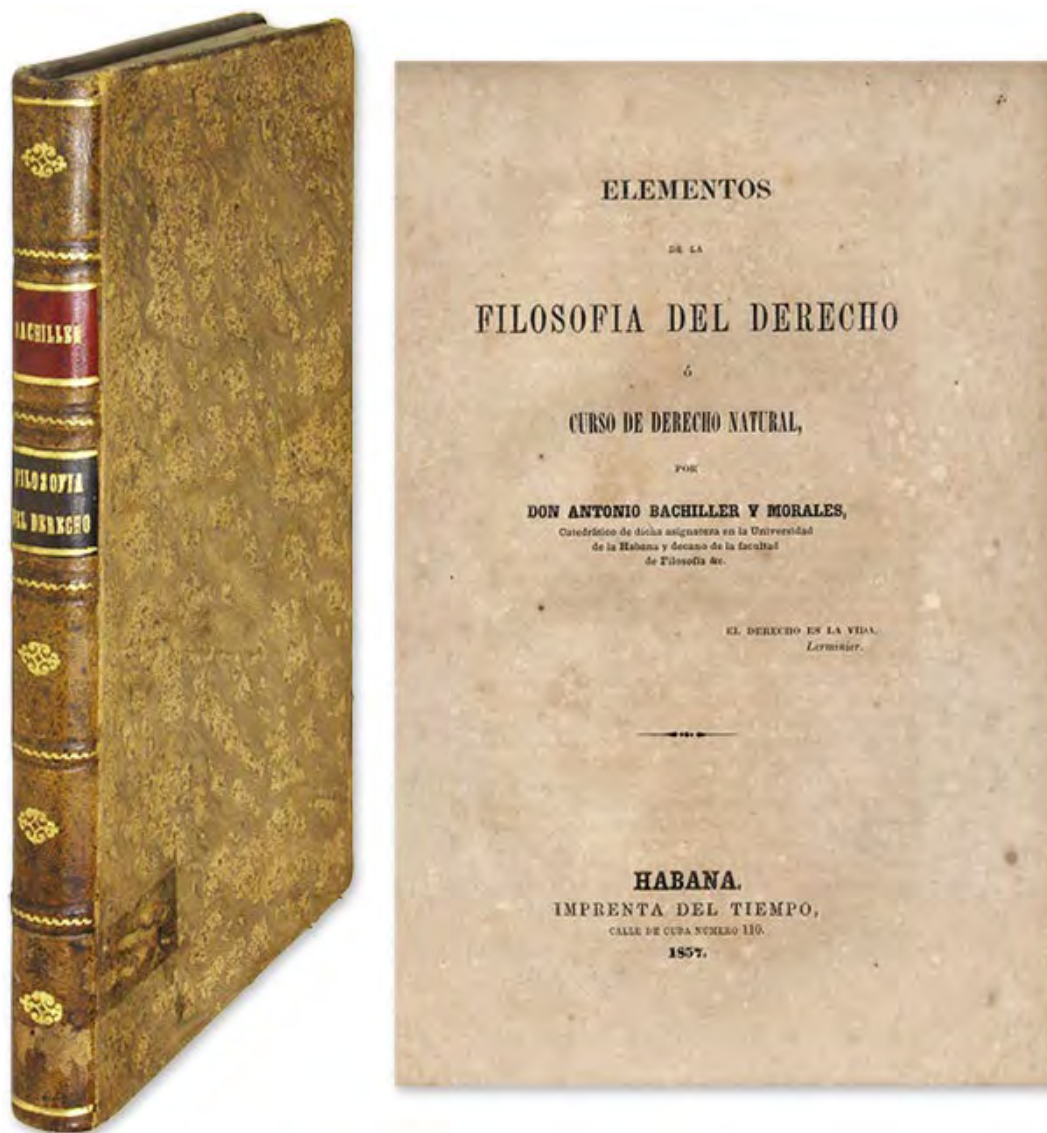 BACHILLER
FILOSOFIA
DEL DERECHO
ELEMENTOS
DE LA
FILOSOFIA DEL DERECHO
ó
CURSO DE DERECHO NATURAL,
POR
DON ANTONIO BACHILLER Y MORALES,
Catedrático de dicha asignatura en la Universidad
de la Habana y decano de la facultad
de Filosofía &c.
EL DERECHO ES LA VIDA.
Lerminier.
HABANA.
IMPRENTA DEL TIEMPO,
CALLE DE CUBA NUMERO 110.
1857.